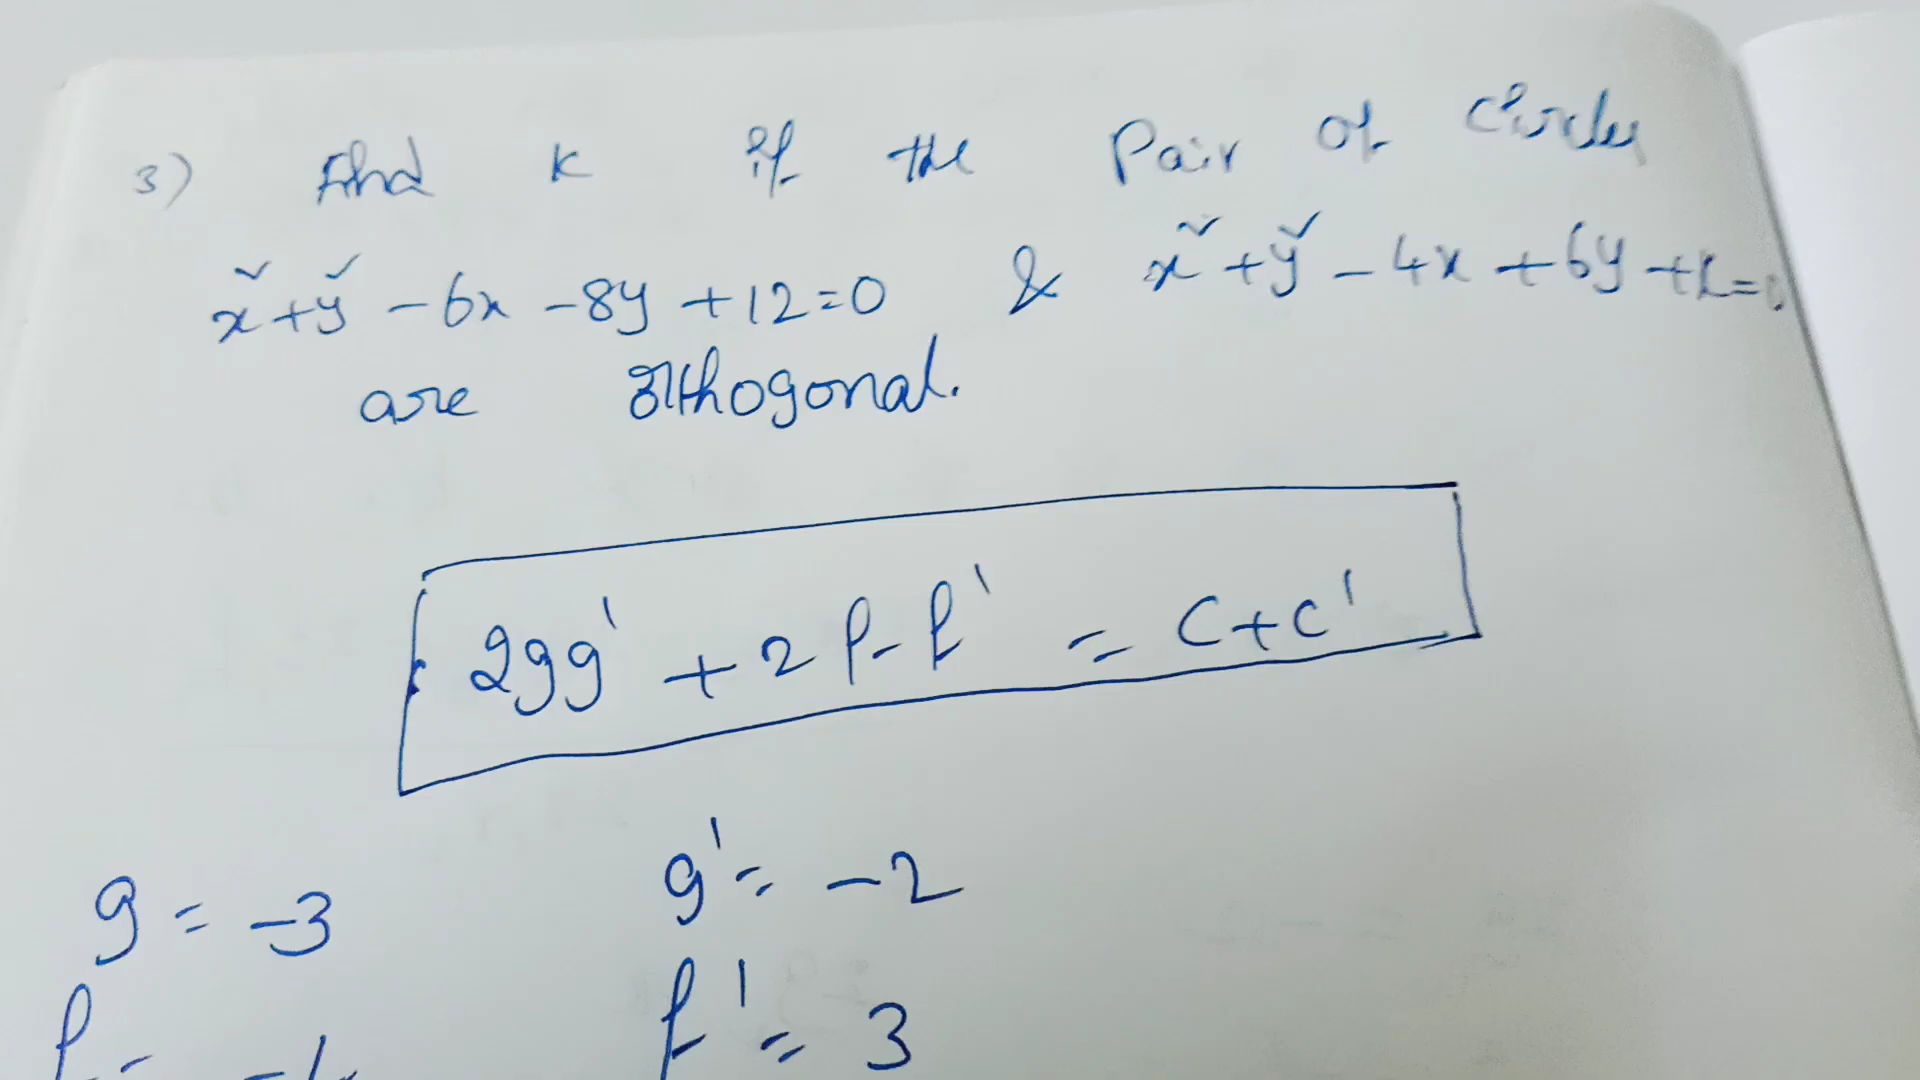 3) Find K if the Pair of Circles
x²+y²-6x-8y+12=0 & x²+y²-4x+6y+k=0
are orthogonal.
2gg' + 2ff' = c+c'
g = -3 g' = -2
f = -4 f' = 3